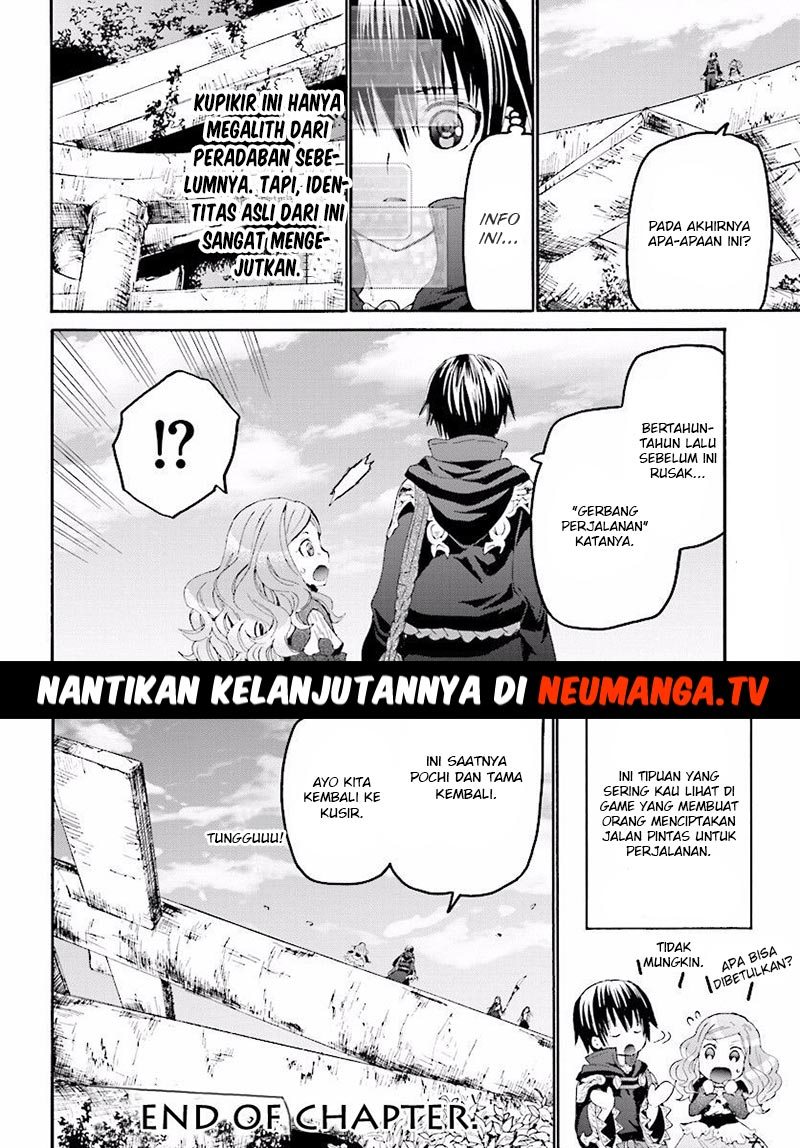 PADA AKHIRNYA
APA-APAAN INI?
INFO
INI...
KUPIKIR INI HANYA
MEGALITH DARI
PERADABAN SEBE-
LUMNYA. TAPI, IDEN-
TITAS ASLI DARI INI
SANGAT MENGE-
JUTKAN.
BERTAHUN-
TAHUN LALU
SEBELUM INI
RUSAK...
"GERBANG
PERJALANAN"
KATANYA.
!?
NANTIKAN KELANJUTANNYA DI NEUMANGA.TV
INI TIPUAN YANG
SERING KAU LIHAT DI
GAME YANG MEMBUAT
ORANG MENCIPTAKAN
JALAN PINTAS UNTUK
PERJALANAN.
APA BISA
DIBETULKAN?
TIDAK
MUNGKIN.
INI SAATNYA
POCHI DAN TAMA
KEMBALI.
AYO KITA
KEMBALI KE
KUSIR.
TUNGGUUU!
END OF CHAPTER.